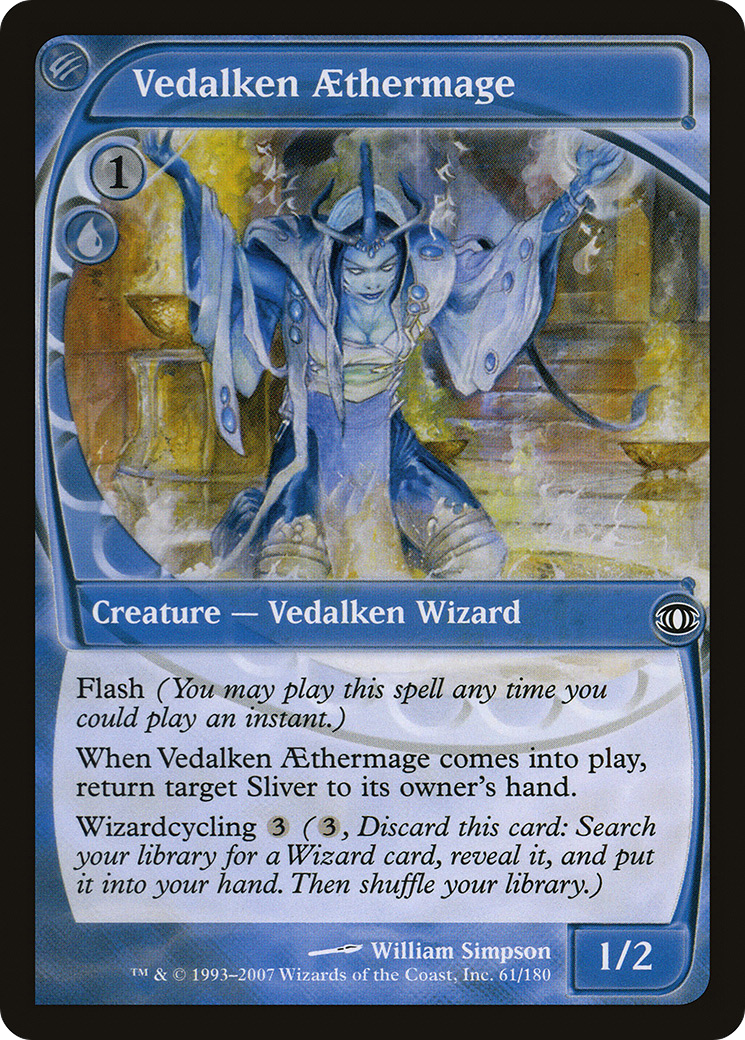 Vedalken Æthermage
1
Creature — Vedalken Wizard
Flash (You may play this spell any time you
could play an instant.)
When Vedalken Æthermage comes into play,
return target Sliver to its owner's hand.
Wizardcycling 3 (3, Discard this card: Search
your library for a Wizard card, reveal it, and put
it into your hand. Then shuffle your library.)
William Simpson
™ & © 1993–2007 Wizards of the Coast, Inc. 61/180
1/2